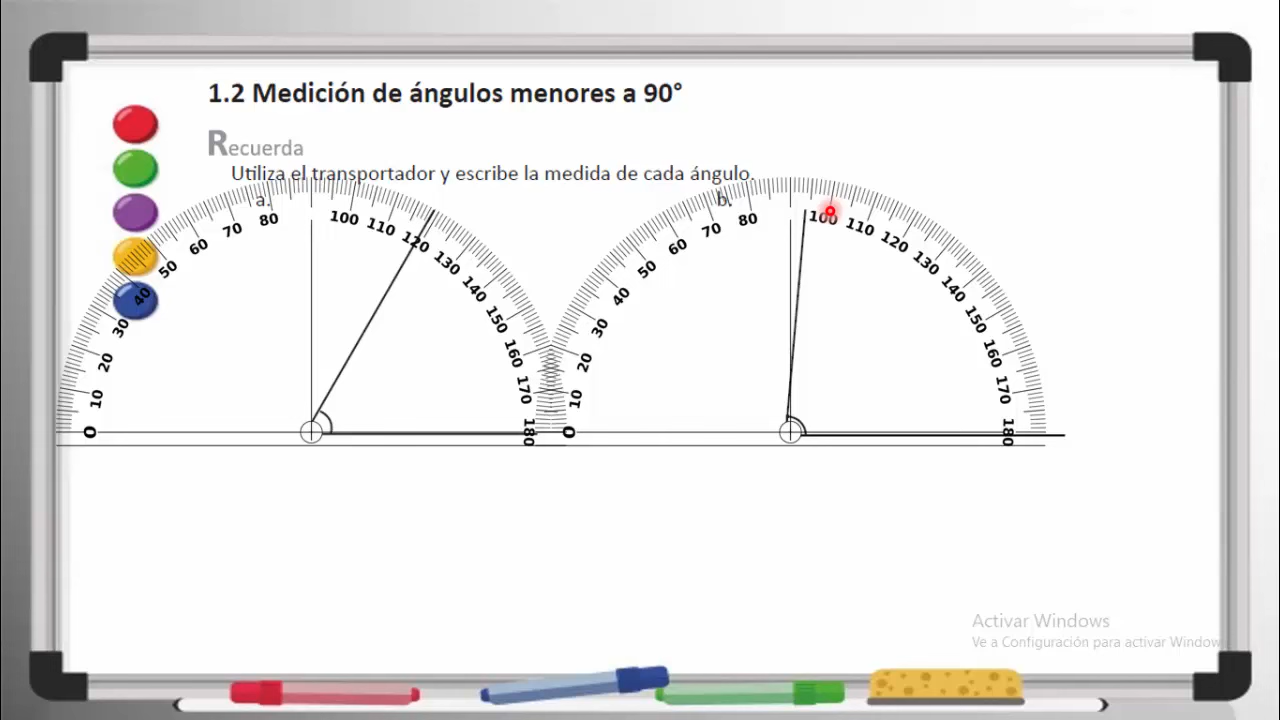 1.2 Medición de ángulos menores a 90°
Recuerda
Utiliza el transportador y escribe la medida de cada ángulo.
a.
b.
0 10 20 30 40 50 60 70 80 100 110 120 130 140 150 160 170 180
0 10 20 30 40 50 60 70 80 100 110 120 130 140 150 160 170 180
Activar Windows
Ve a Configuración para activar Window